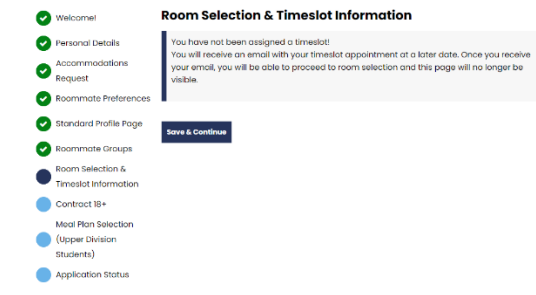 Welcome!
Personal Details
Accommodations
Request
Roommate Preferences
Standard Profile Page
Roommate Groups
Room Selection &
Timeslot Information
Contract 18+
Meal Plan Selection
(Upper Division
Students)
Application Status
Room Selection & Timeslot Information
You have not been assigned a timeslot!
You will receive an email with your timeslot appointment at a later date. Once you receive
your email, you will be able to proceed to room selection and this page will no longer be
visible.
Save & Continue